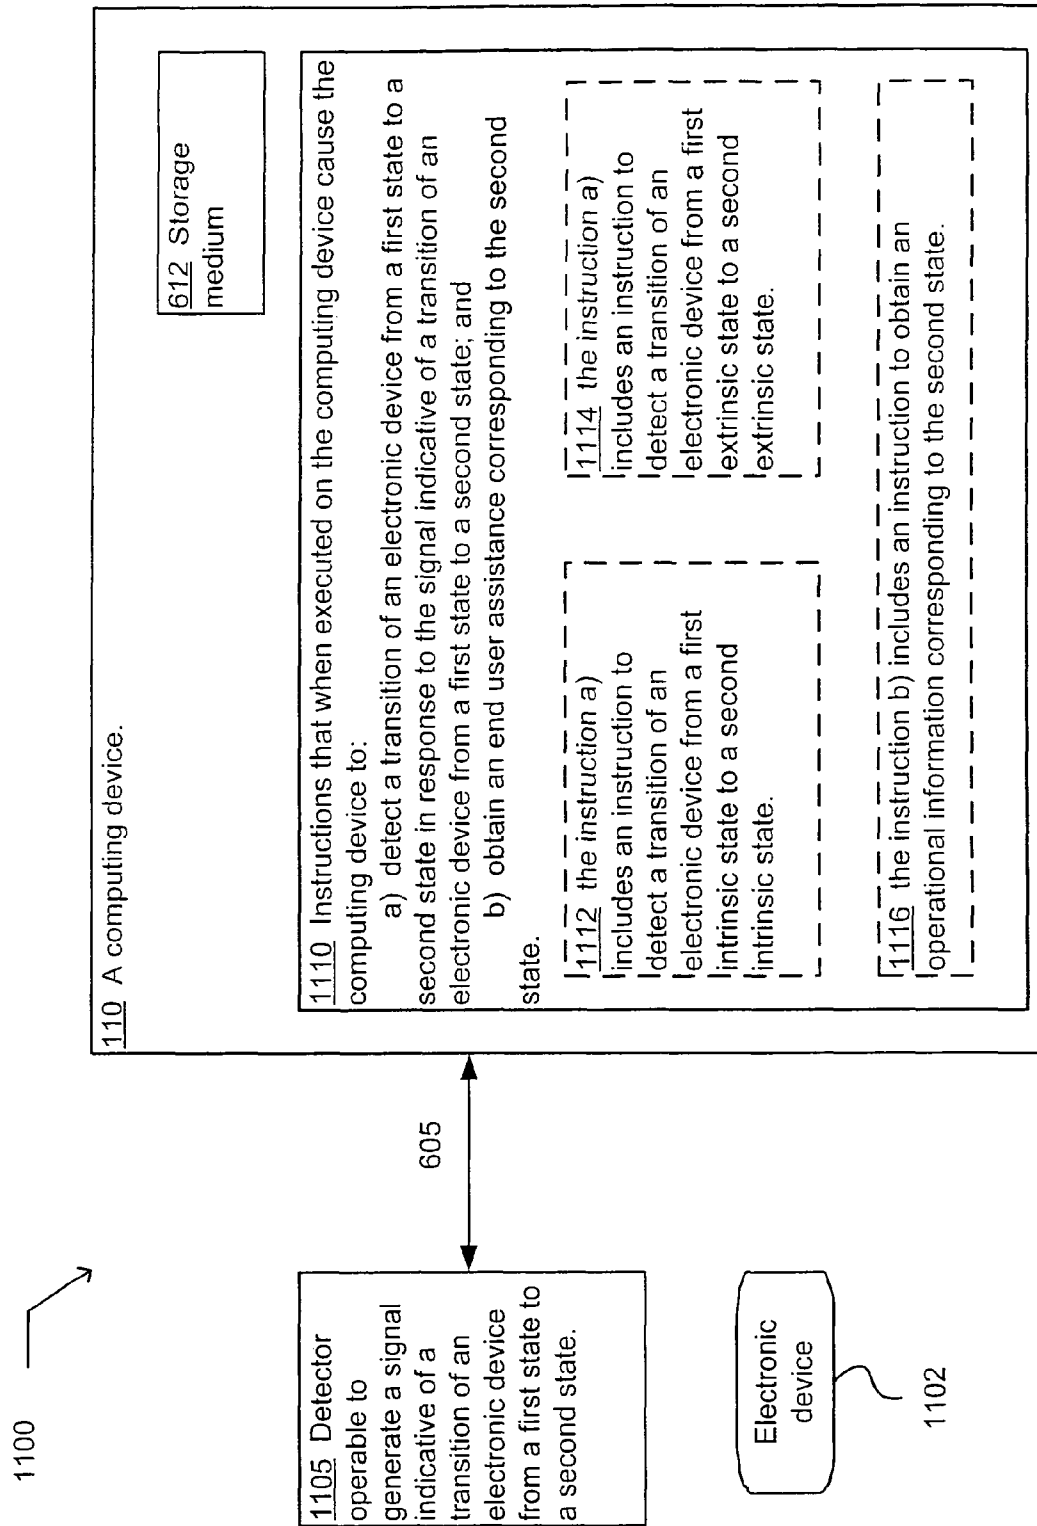 1100
1105 Detector
operable to
generate a signal
indicative of a
transition of an
electronic device
from a first state to
a second state.
Electronic
device
1102
605
110 A computing device.
612 Storage
medium
1110 Instructions that when executed on the computing device cause the
computing device to:
a) detect a transition of an electronic device from a first state to a
second state in response to the signal indicative of a transition of an
electronic device from a first state to a second state; and
b) obtain an end user assistance corresponding to the second
state.
1112 the instruction a)
includes an instruction to
detect a transition of an
electronic device from a first
intrinsic state to a second
intrinsic state.
1114 the instruction a)
includes an instruction to
detect a transition of an
electronic device from a first
extrinsic state to a second
extrinsic state.
1116 the instruction b) includes an instruction to obtain an
operational information corresponding to the second state.